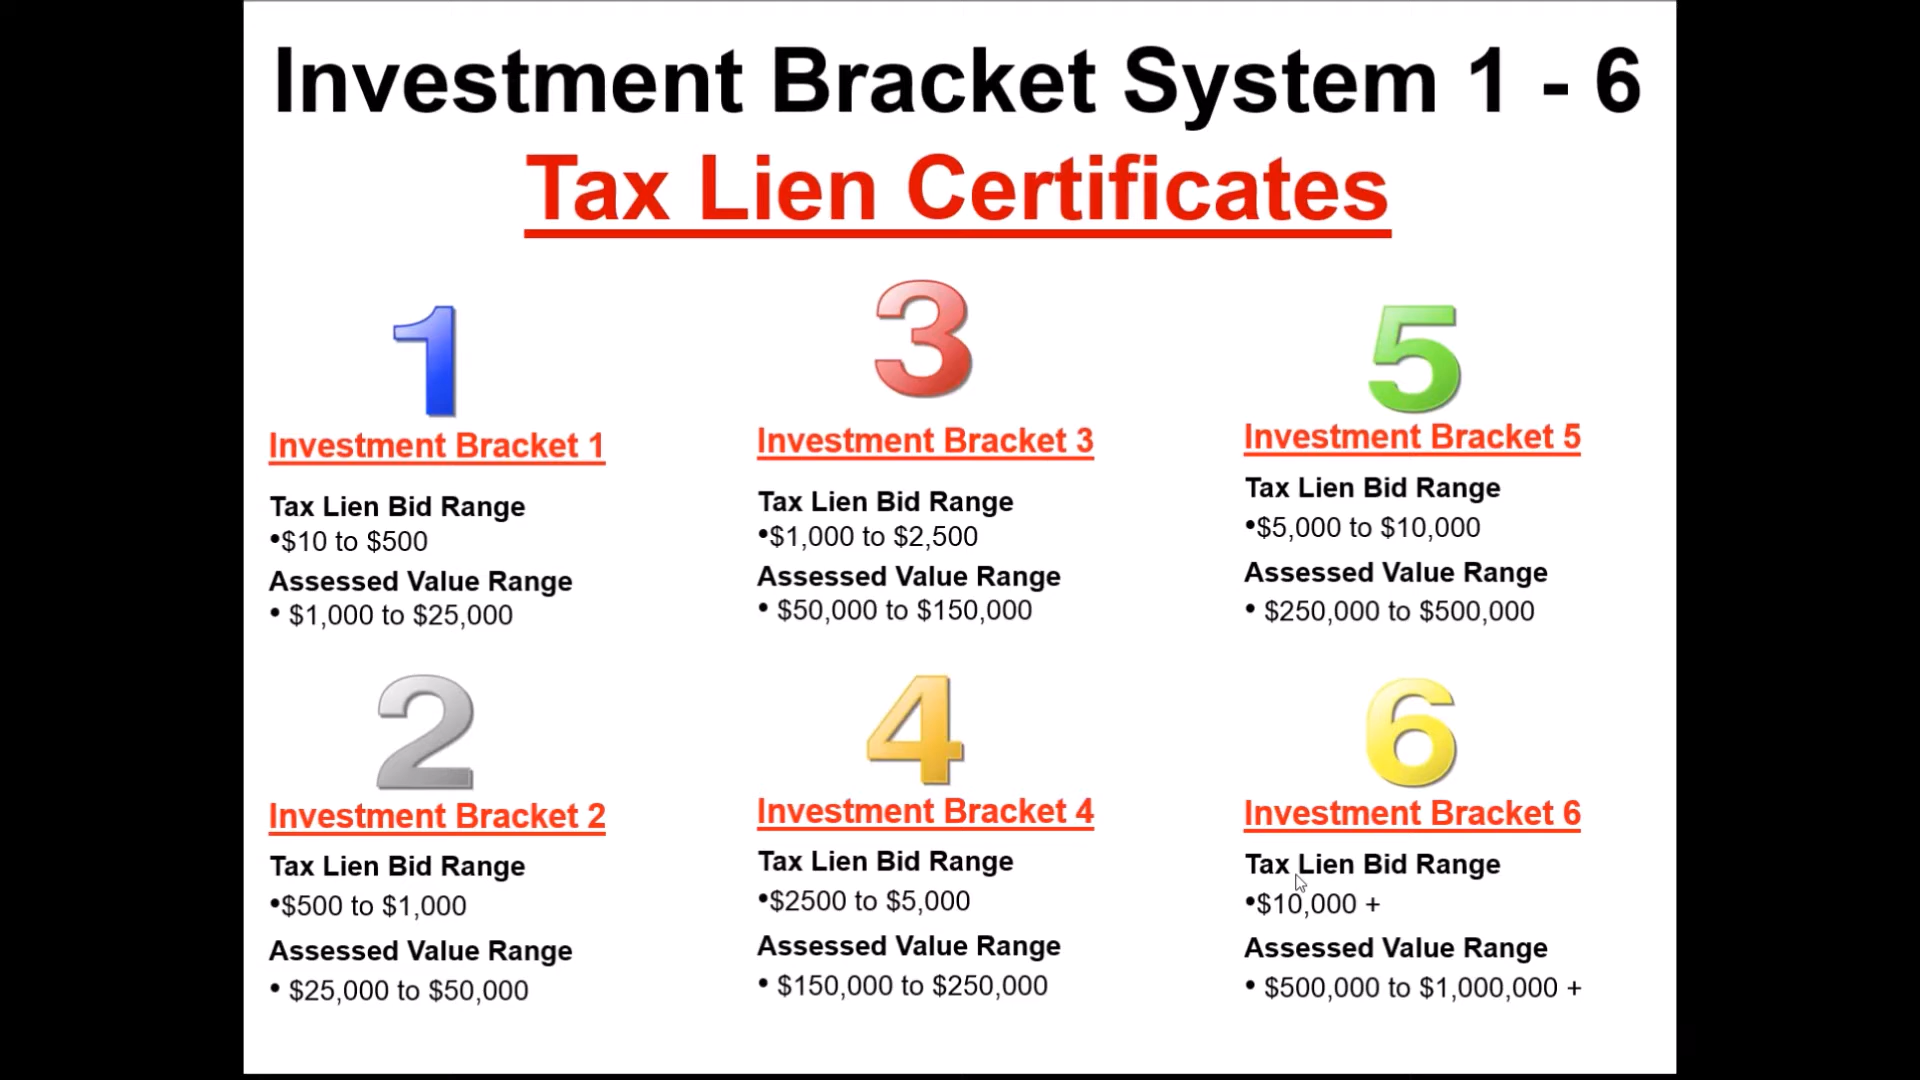 Investment Bracket System 1 - 6
Tax Lien Certificates
1
Investment Bracket 1
Tax Lien Bid Range
•$10 to $500
Assessed Value Range
• $1,000 to $25,000
2
Investment Bracket 2
Tax Lien Bid Range
•$500 to $1,000
Assessed Value Range
• $25,000 to $50,000
3
Investment Bracket 3
Tax Lien Bid Range
•$1,000 to $2,500
Assessed Value Range
• $50,000 to $150,000
4
Investment Bracket 4
Tax Lien Bid Range
•$2500 to $5,000
Assessed Value Range
• $150,000 to $250,000
5
Investment Bracket 5
Tax Lien Bid Range
•$5,000 to $10,000
Assessed Value Range
• $250,000 to $500,000
6
Investment Bracket 6
Tax Lien Bid Range
•$10,000 +
Assessed Value Range
• $500,000 to $1,000,000 +